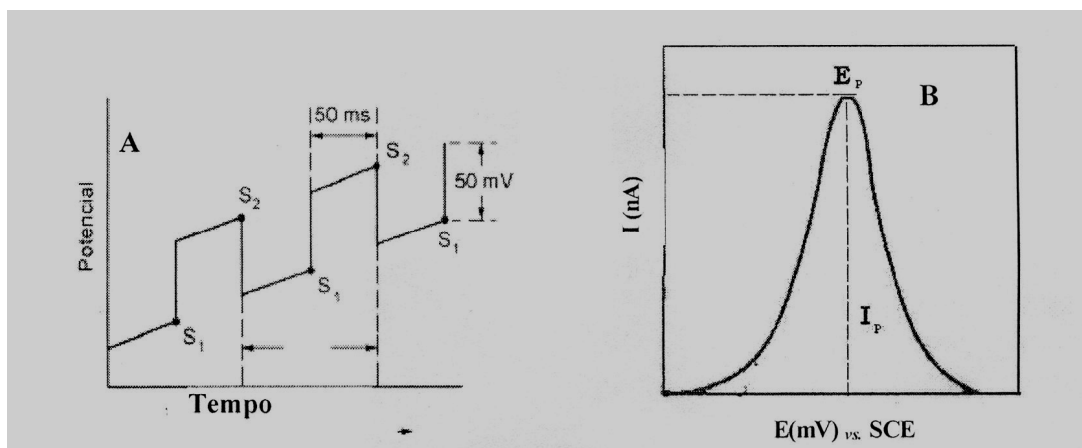 A
50 ms
S2
S2
50 mV
S1
S1
S1
Potencial
Tempo
B
EP
IP
I (nA)
E(mV) vs. SCE